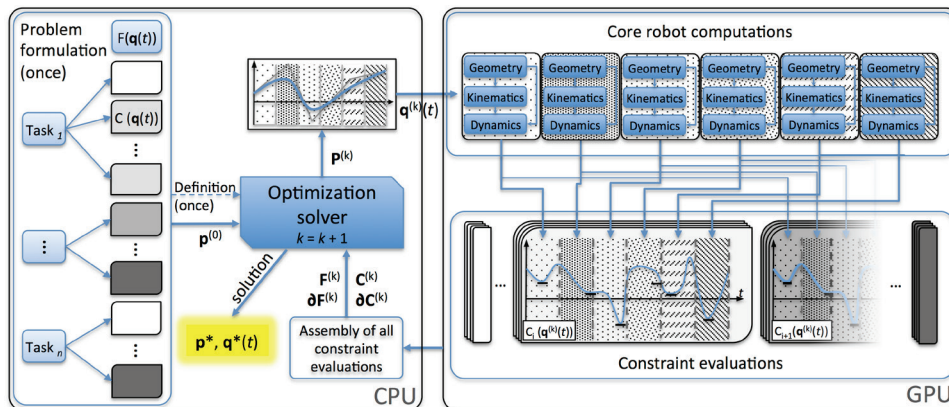 Problem
formulation
(once)
F(q(t))
Task 1
C (q(t))
⋮
⋮
⋮
Task n
⋮
Definition
(once)
p(0)
p(k)
q(k)(t)
Optimization
solver
k = k + 1
solution
p*, q*(t)
F(k) C(k)
∂F(k) ∂C(k)
Assembly of all
constraint
evaluations
CPU
Core robot computations
Geometry Geometry Geometry Geometry Geometry Geometry
Kinematics Kinematics Kinematics Kinematics Kinematics Kinematics
Dynamics Dynamics Dynamics Dynamics Dynamics Dynamics
...
t
...
Ci (q(k)(t))
Ci+1(q(k)(t))
Constraint evaluations
GPU